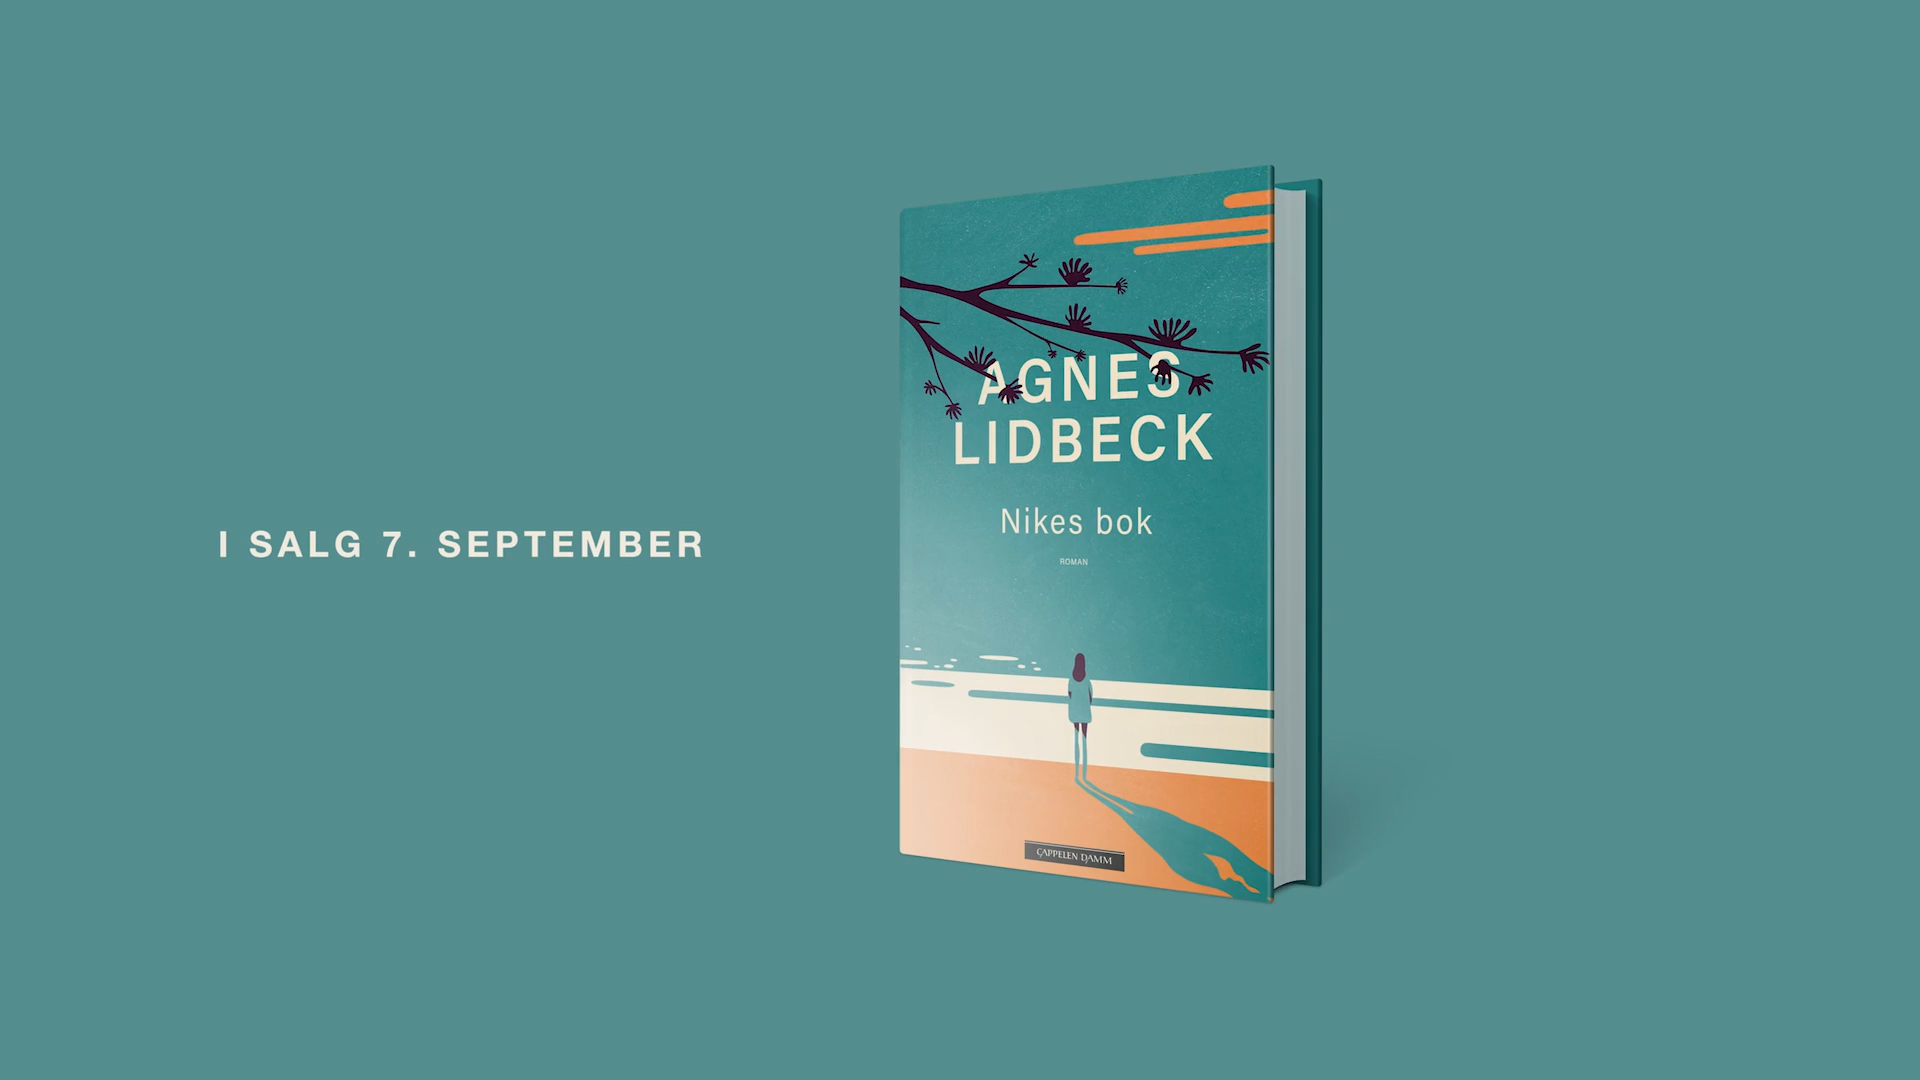 I SALG 7. SEPTEMBER
AGNES
LIDBECK
Nikes bok
ROMAN
CAPPELEN DAMM